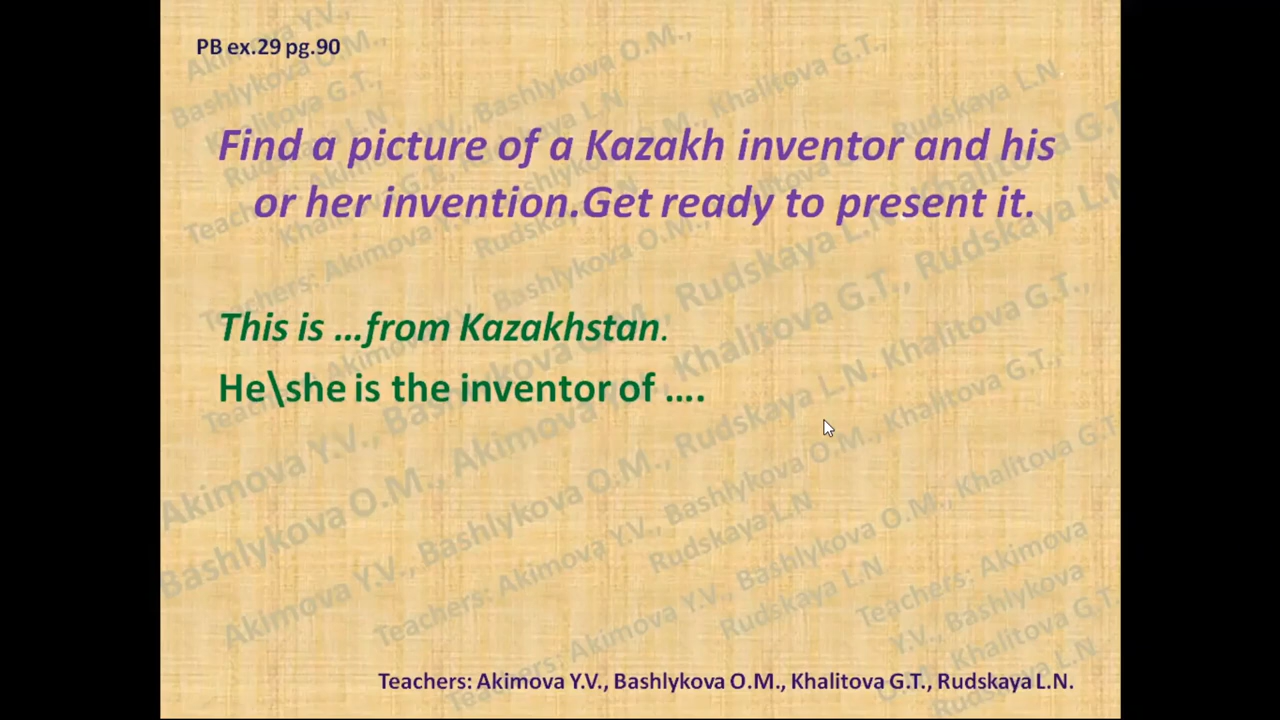 PB ex.29 pg.90
Find a picture of a Kazakh inventor and his
or her invention.Get ready to present it.
This is …from Kazakhstan.
He\she is the inventor of ….
Teachers: Akimova Y.V., Bashlykova O.M., Khalitova G.T., Rudskaya L.N.